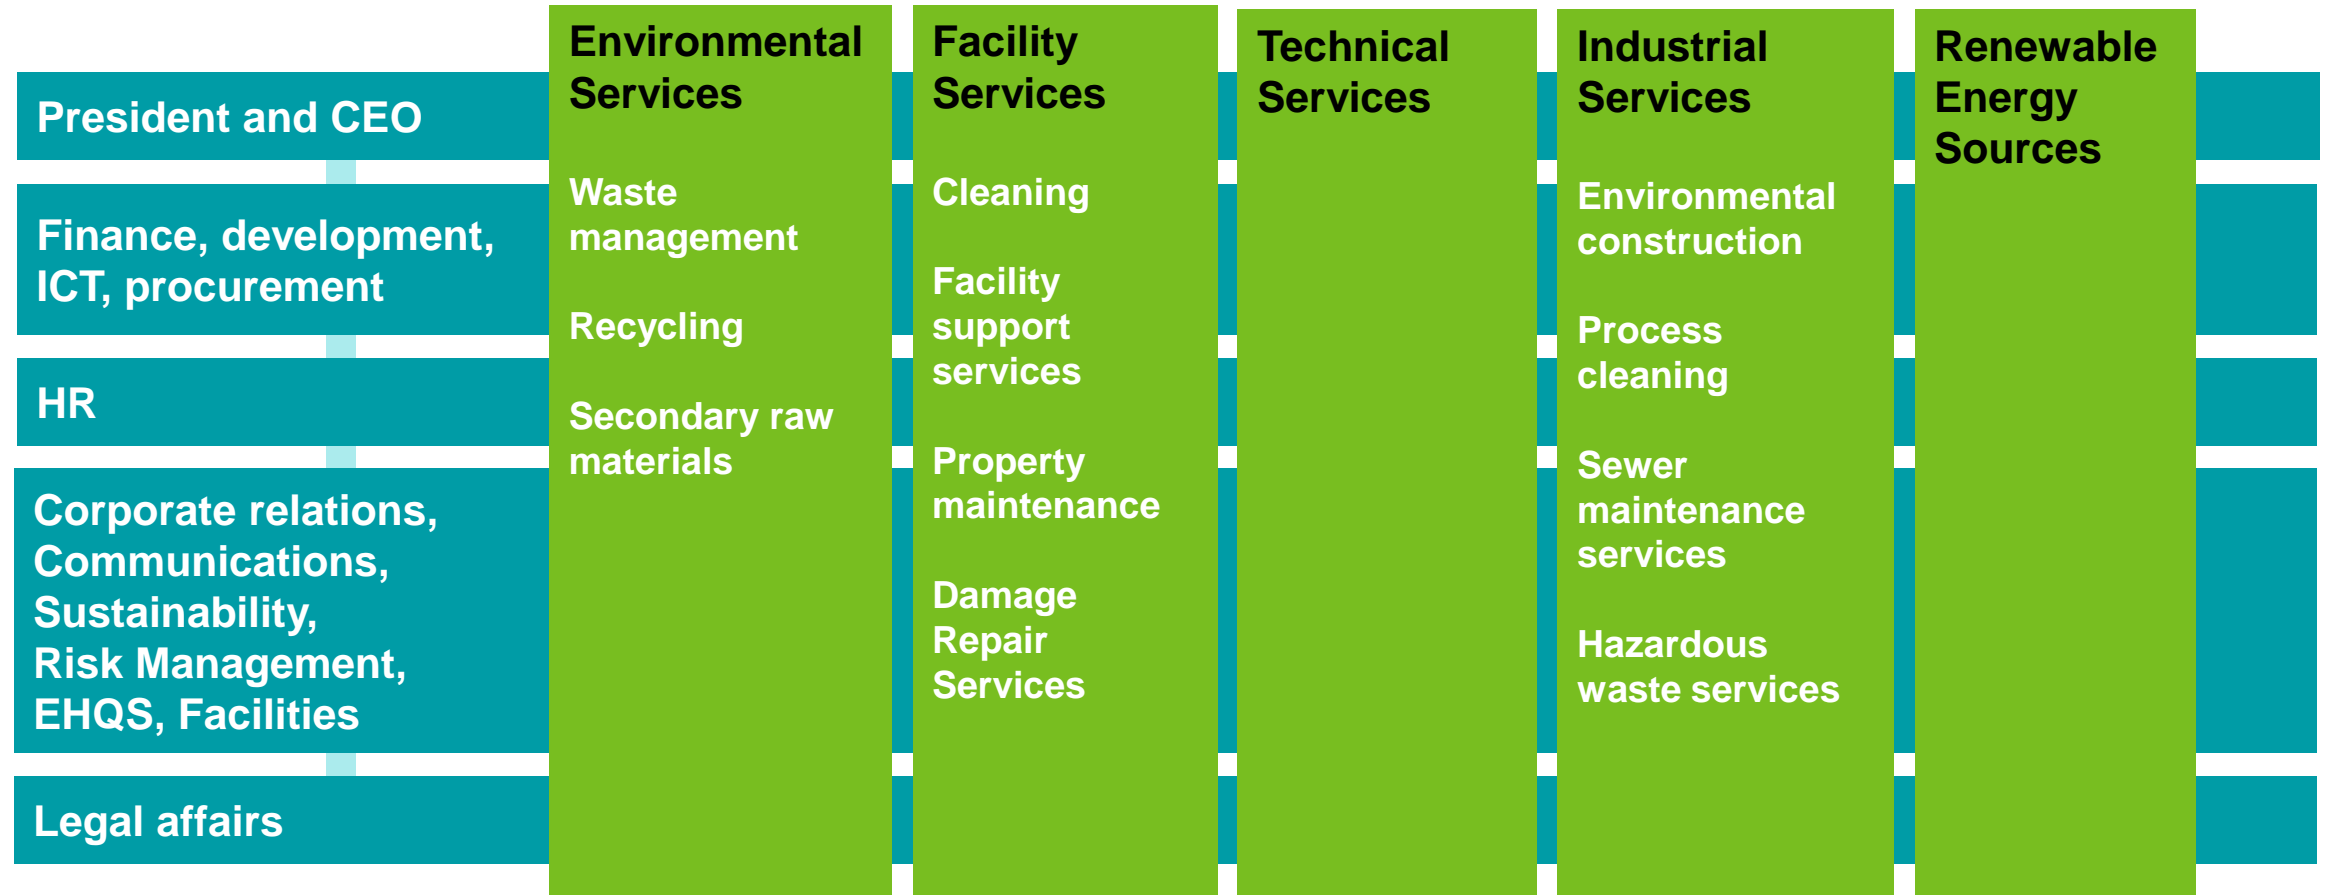 President and CEO
Finance, development,
ICT, procurement
HR
Corporate relations,
Communications,
Sustainability,
Risk Management,
EHQS, Facilities
Legal affairs
Environmental
Services
Waste
management
Recycling
Secondary raw
materials
Facility
Services
Cleaning
Facility
support
services
Property
maintenance
Damage
Repair
Services
Technical
Services
Industrial
Services
Environmental
construction
Process
cleaning
Sewer
maintenance
services
Hazardous
waste services
Renewable
Energy
Sources